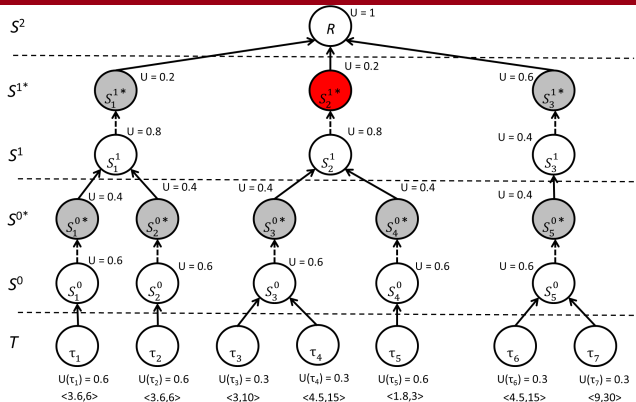 S² R U = 1
U = 0.2 U = 0.2 U = 0.6
S¹* S₁¹* S₂¹* S₃¹*
U = 0.8 U = 0.8 U = 0.4
S¹ S₁¹ S₂¹ S₃¹
U = 0.4 U = 0.4 U = 0.4 U = 0.4 U = 0.4
S⁰* S₁⁰* S₂⁰* S₃⁰* S₄⁰* S₅⁰*
U = 0.6 U = 0.6 U = 0.6 U = 0.6 U = 0.6
S⁰ S₁⁰ S₂⁰ S₃⁰ S₄⁰ S₅⁰
T τ₁ τ₂ τ₃ τ₄ τ₅ τ₆ τ₇
U(τ₁) = 0.6 U(τ₂) = 0.6 U(τ₃) = 0.3 U(τ₄) = 0.3 U(τ₅) = 0.6 U(τ₆) = 0.3 U(τ₇) = 0.3
<3.6,6> <3.6,6> <3,10> <4.5,15> <1.8,3> <4.5,15> <9,30>